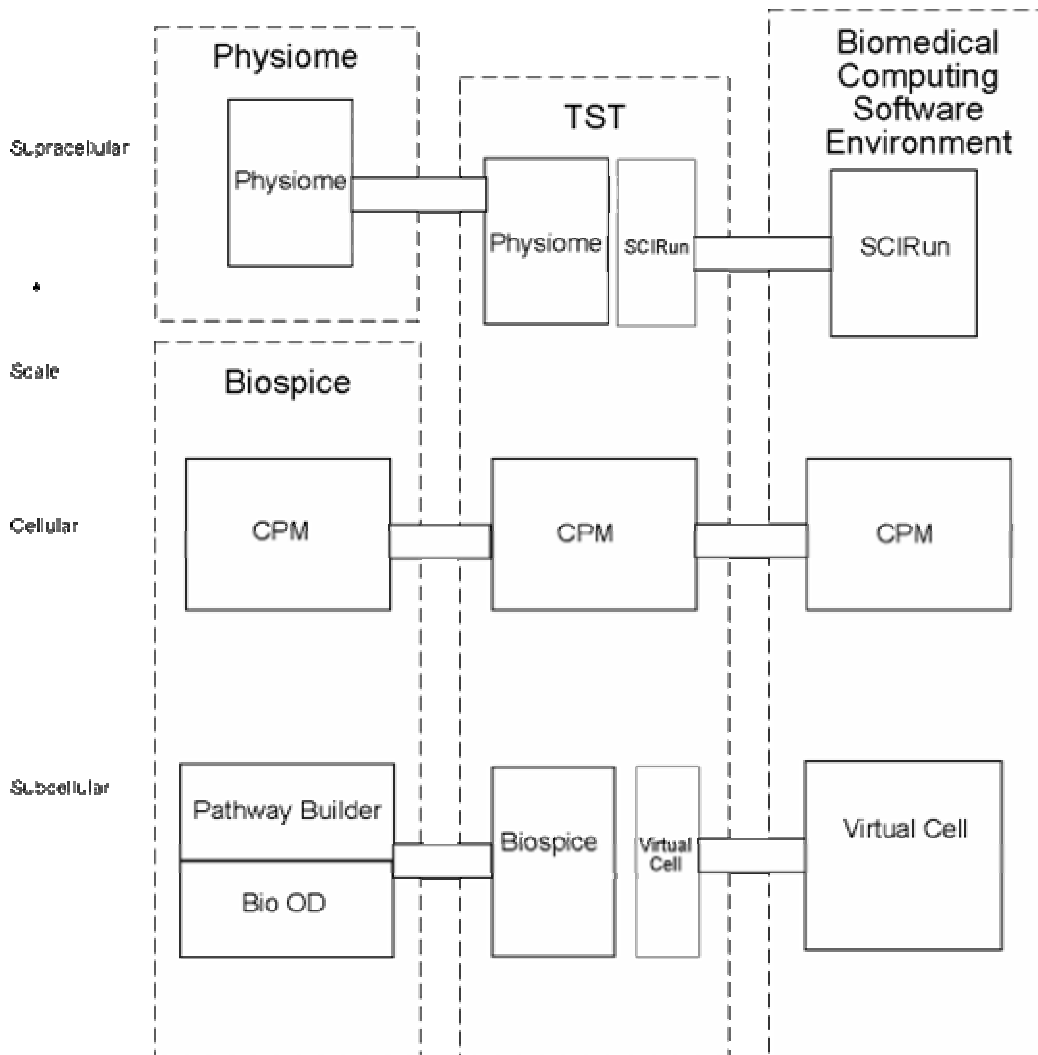 Physiome
Biomedical
Computing
Software
Environment
TST
Supracellular
Physiome
Physiome
SCIRun
SCIRun
Scale
Biospice
Cellular
CPM
CPM
CPM
Subcellular
Pathway Builder
Bio OD
Biospice
Virtual
Cell
Virtual Cell